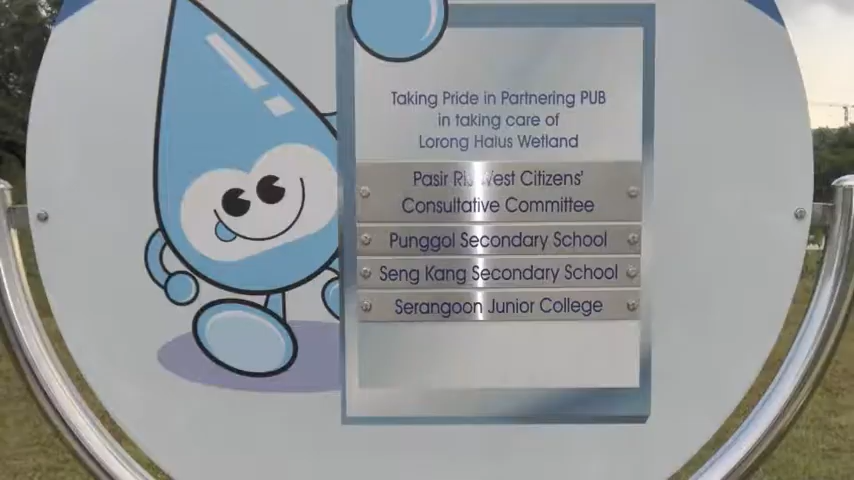 Taking Pride in Partnering PUB
in taking care of
Lorong Halus Wetland
Pasir Ris West Citizens'
Consultative Committee
Punggol Secondary School
Seng Kang Secondary School
Serangoon Junior College